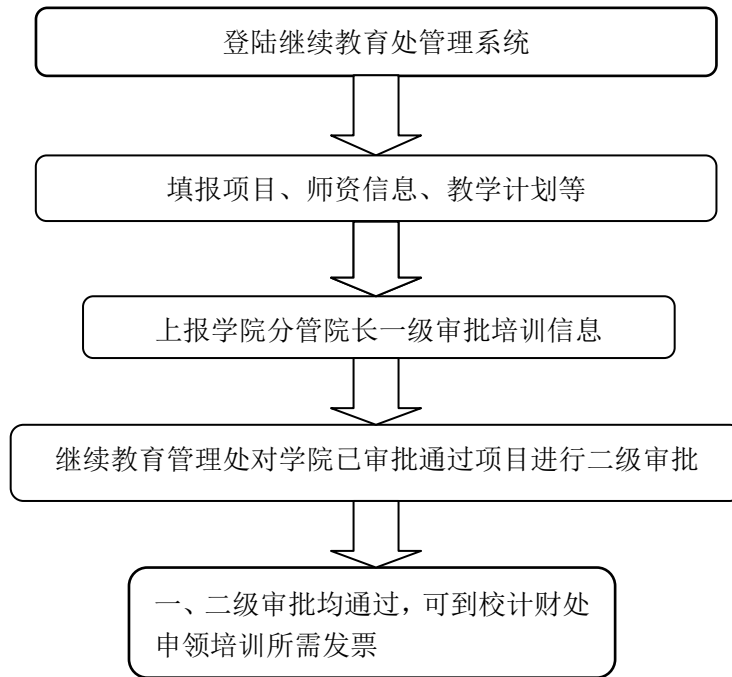 登陆继续教育处管理系统
填报项目、师资信息、教学计划等
上报学院分管院长一级审批培训信息
继续教育管理处对学院已审批通过项目进行二级审批
一、二级审批均通过，可到校计财处
申领培训所需发票